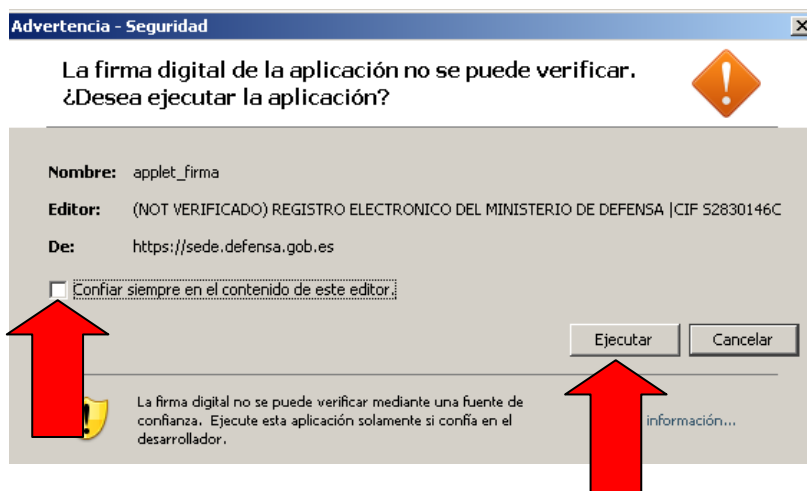 Advertencia - Seguridad
La firma digital de la aplicación no se puede verificar.
¿Desea ejecutar la aplicación?
Nombre: applet_firma
Editor: (NOT VERIFICADO) REGISTRO ELECTRONICO DEL MINISTERIO DE DEFENSA |CIF S2830146C
De: https://sede.defensa.gob.es
Confiar siempre en el contenido de este editor.
Ejecutar Cancelar
La firma digital no se puede verificar mediante una fuente de
confianza. Ejecute esta aplicación solamente si confía en el
desarrollador.
información...